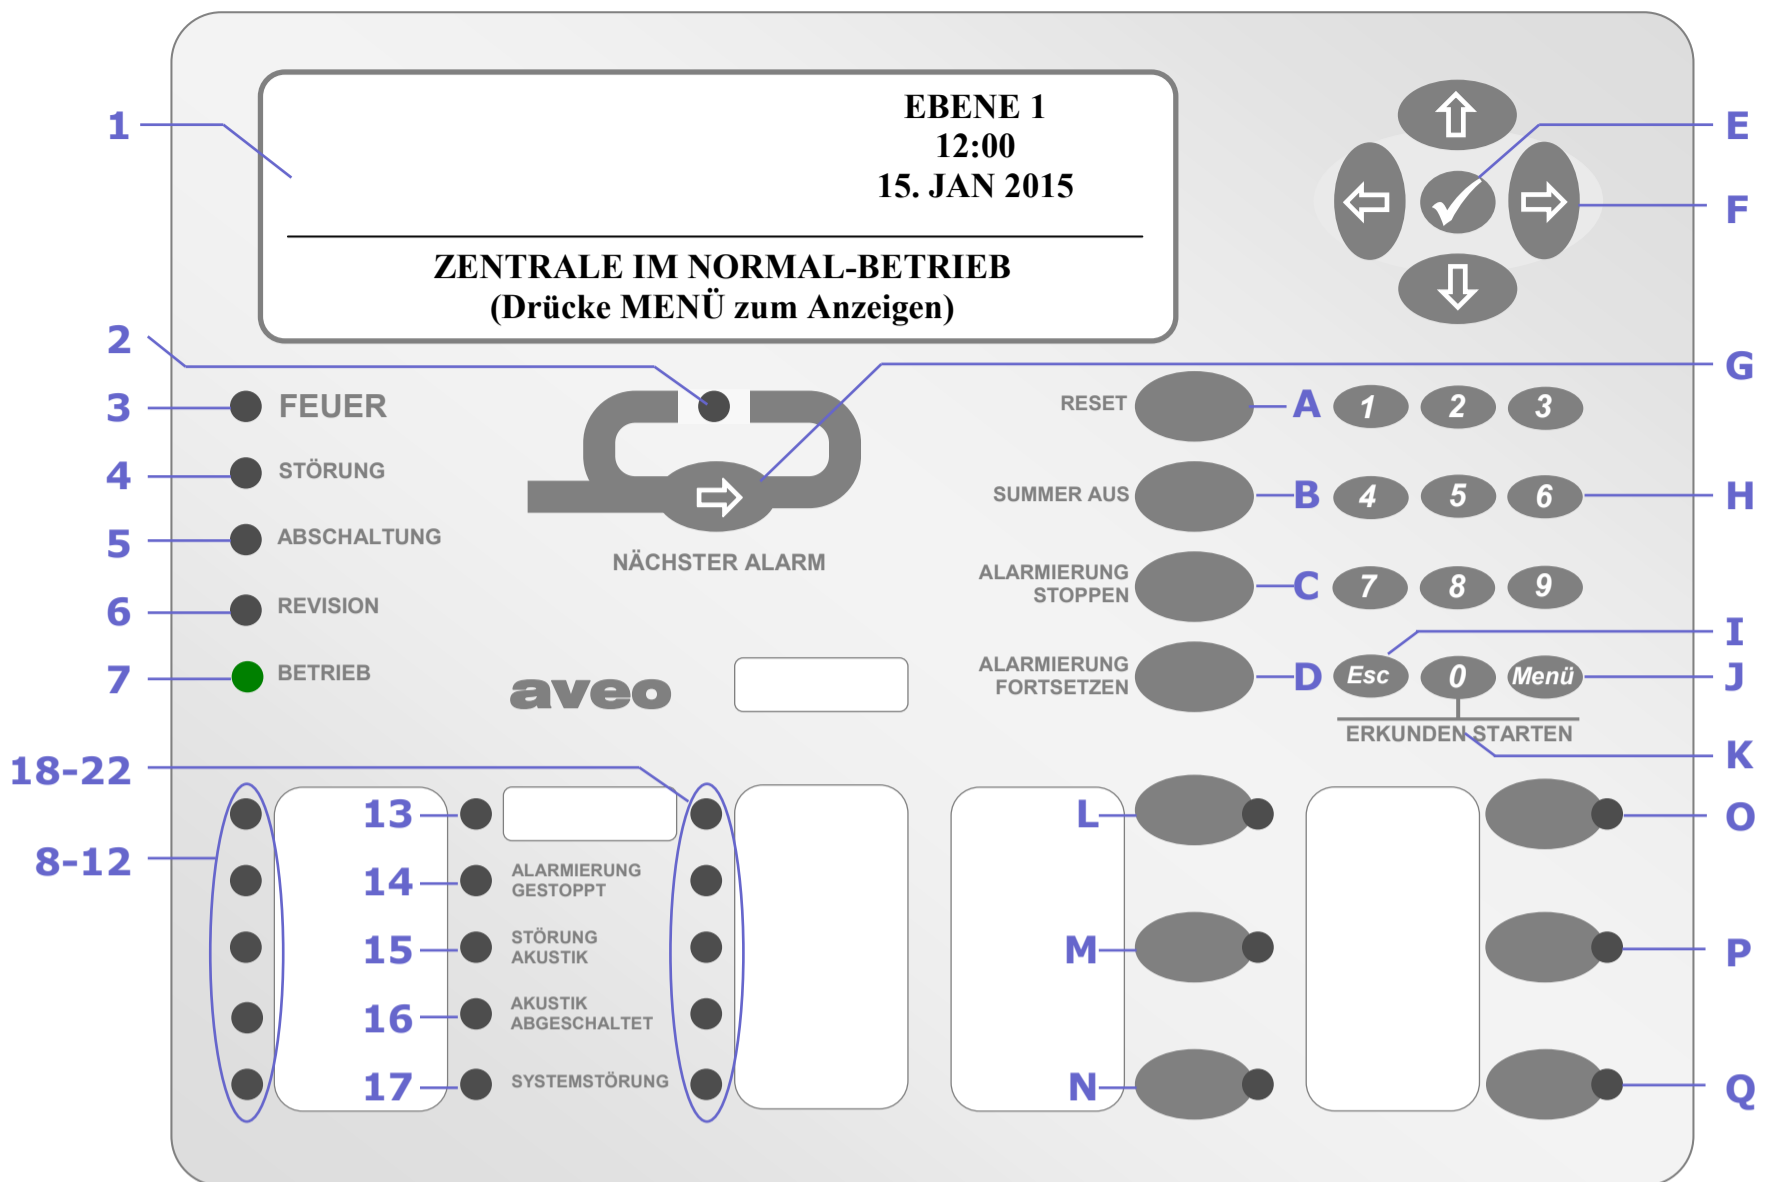 EBENE 1
12:00
15. JAN 2015
ZENTRALE IM NORMAL-BETRIEB
(Drücke MENÜ zum Anzeigen)
1
2
3
FEUER
4
STÖRUNG
5
ABSCHALTUNG
6
REVISION
7
BETRIEB
NÄCHSTER ALARM
aveo
RESET
A
SUMMER AUS
B
ALARMIERUNG
STOPPEN
C
ALARMIERUNG
FORTSETZEN
D
1 2 3
4 5 6
7 8 9
Esc 0 Menü
ERKUNDEN STARTEN
E
F
G
H
I
J
K
18-22
8-12
13
14
ALARMIERUNG
GESTOPPT
15
STÖRUNG
AKUSTIK
16
AKUSTIK
ABGESCHALTET
17
SYSTEMSTÖRUNG
L
M
N
O
P
Q